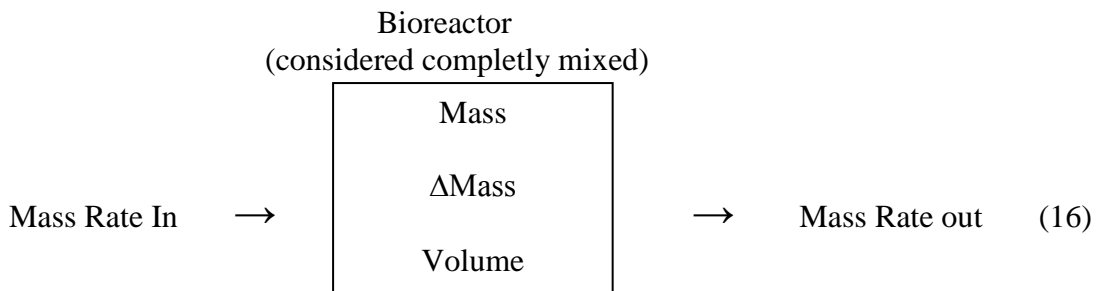 Bioreactor
(considered completly mixed)
Mass
ΔMass
Mass Rate In → → Mass Rate out (16)
Volume